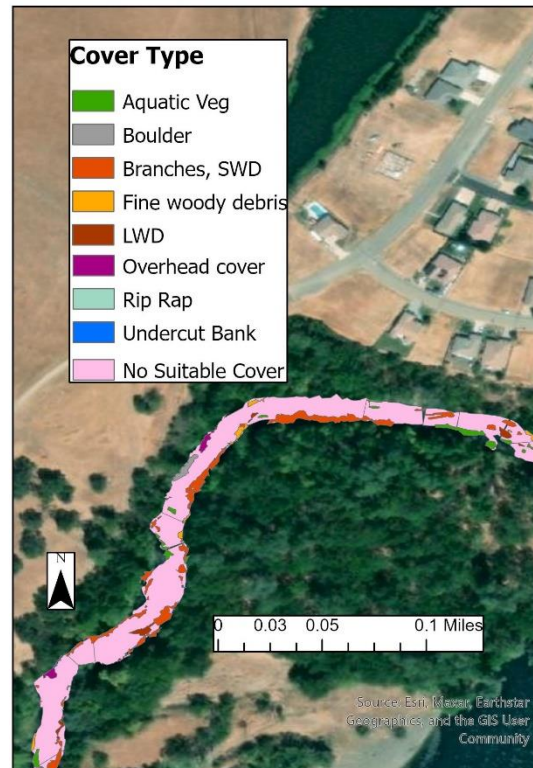 Cover Type
Aquatic Veg
Boulder
Branches, SWD
Fine woody debris
LWD
Overhead cover
Rip Rap
Undercut Bank
No Suitable Cover
N
0 0.03 0.05 0.1 Miles
Source: Esri, Maxar, Earthstar
Geographics, and the GIS User
Community